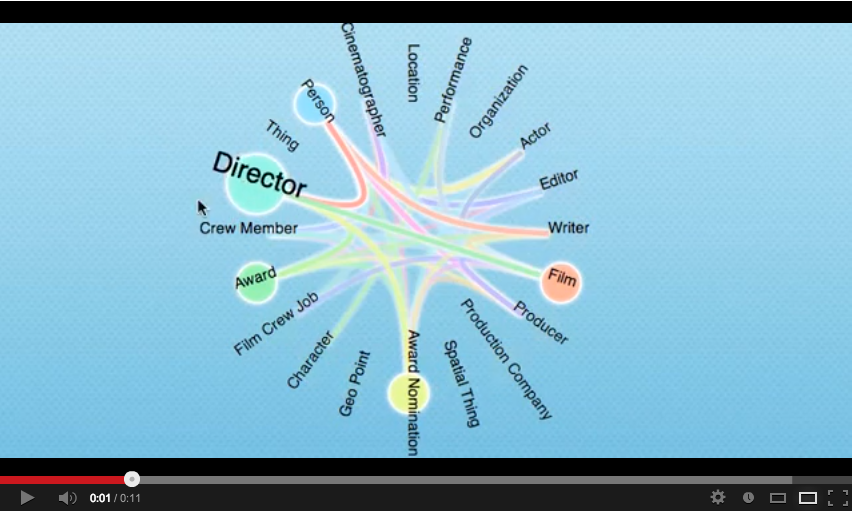 Cinematographer
Location
Performance
Organization
Person
Thing
Actor
Director
Editor
Crew Member
Writer
Award
Film
Film Crew Job
Producer
Character
Production Company
Geo Point
Award Nomination
Spatial Thing
0:01 / 0:11